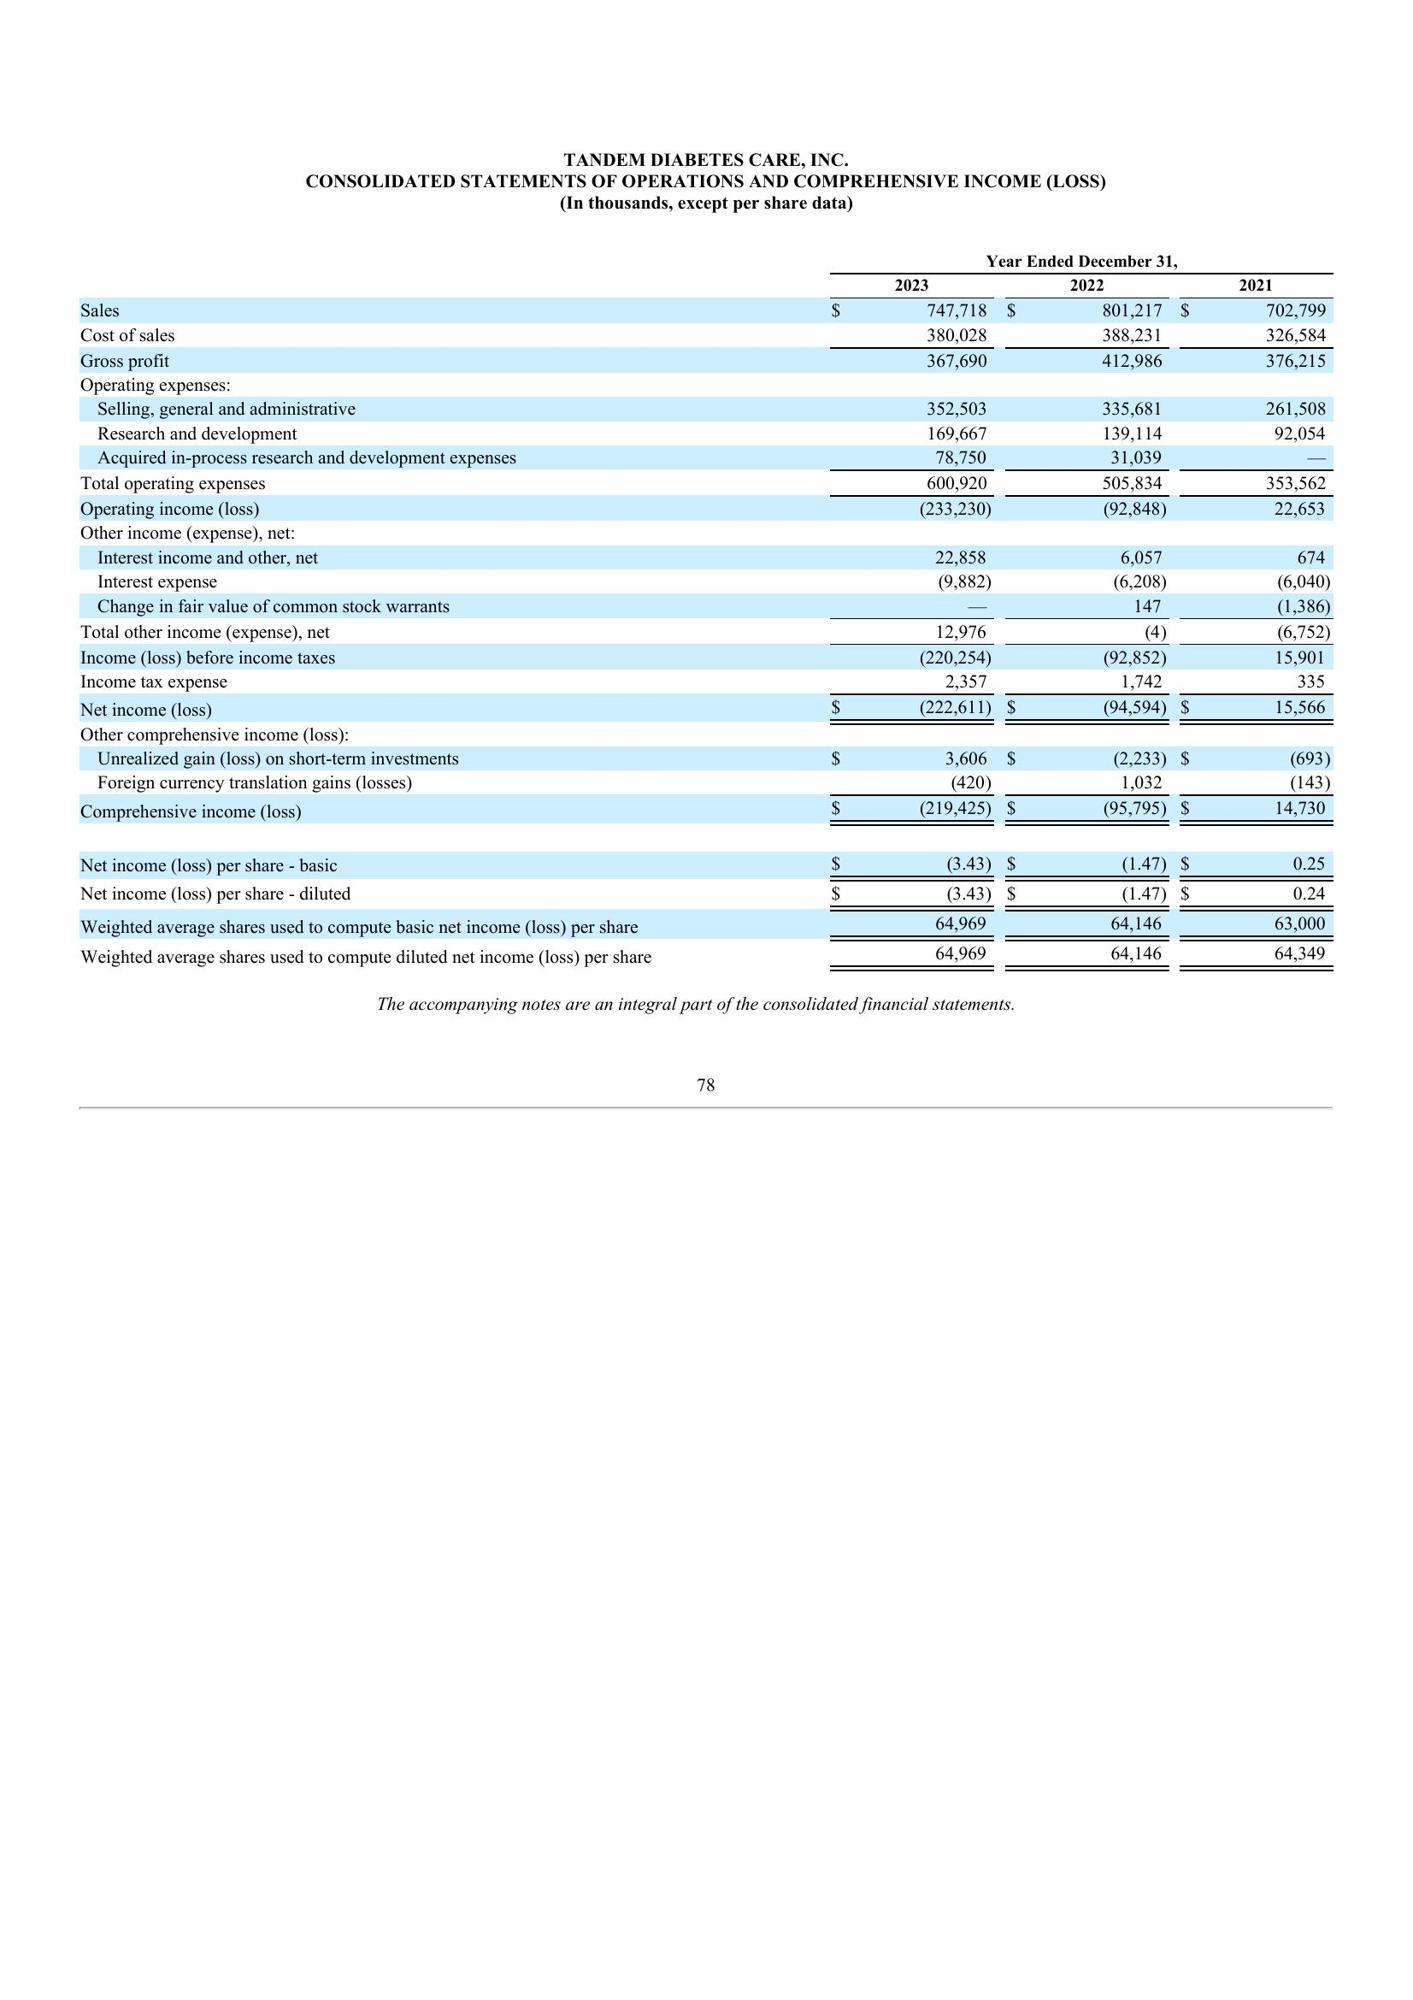 TANDEM DIABETES CARE, INC.
CONSOLIDATED STATEMENTS OF OPERATIONS AND COMPREHENSIVE INCOME (LOSS)
(In thousands, except per share data)
Year Ended December 31,
2023 2022 2021
Sales $ 747,718 $ 801,217 $ 702,799
Cost of sales 380,028 388,231 326,584
Gross profit 367,690 412,986 376,215
Operating expenses:
Selling, general and administrative 352,503 335,681 261,508
Research and development 169,667 139,114 92,054
Acquired in-process research and development expenses 78,750 31,039 —
Total operating expenses 600,920 505,834 353,562
Operating income (loss) (233,230) (92,848) 22,653
Other income (expense), net:
Interest income and other, net 22,858 6,057 674
Interest expense (9,882) (6,208) (6,040)
Change in fair value of common stock warrants — 147 (1,386)
Total other income (expense), net 12,976 (4) (6,752)
Income (loss) before income taxes (220,254) (92,852) 15,901
Income tax expense 2,357 1,742 335
Net income (loss) $ (222,611) $ (94,594) $ 15,566
Other comprehensive income (loss):
Unrealized gain (loss) on short-term investments $ 3,606 $ (2,233) $ (693)
Foreign currency translation gains (losses) (420) 1,032 (143)
Comprehensive income (loss) $ (219,425) $ (95,795) $ 14,730
Net income (loss) per share - basic $ (3.43) $ (1.47) $ 0.25
Net income (loss) per share - diluted $ (3.43) $ (1.47) $ 0.24
Weighted average shares used to compute basic net income (loss) per share 64,969 64,146 63,000
Weighted average shares used to compute diluted net income (loss) per share 64,969 64,146 64,349
The accompanying notes are an integral part of the consolidated financial statements.
78